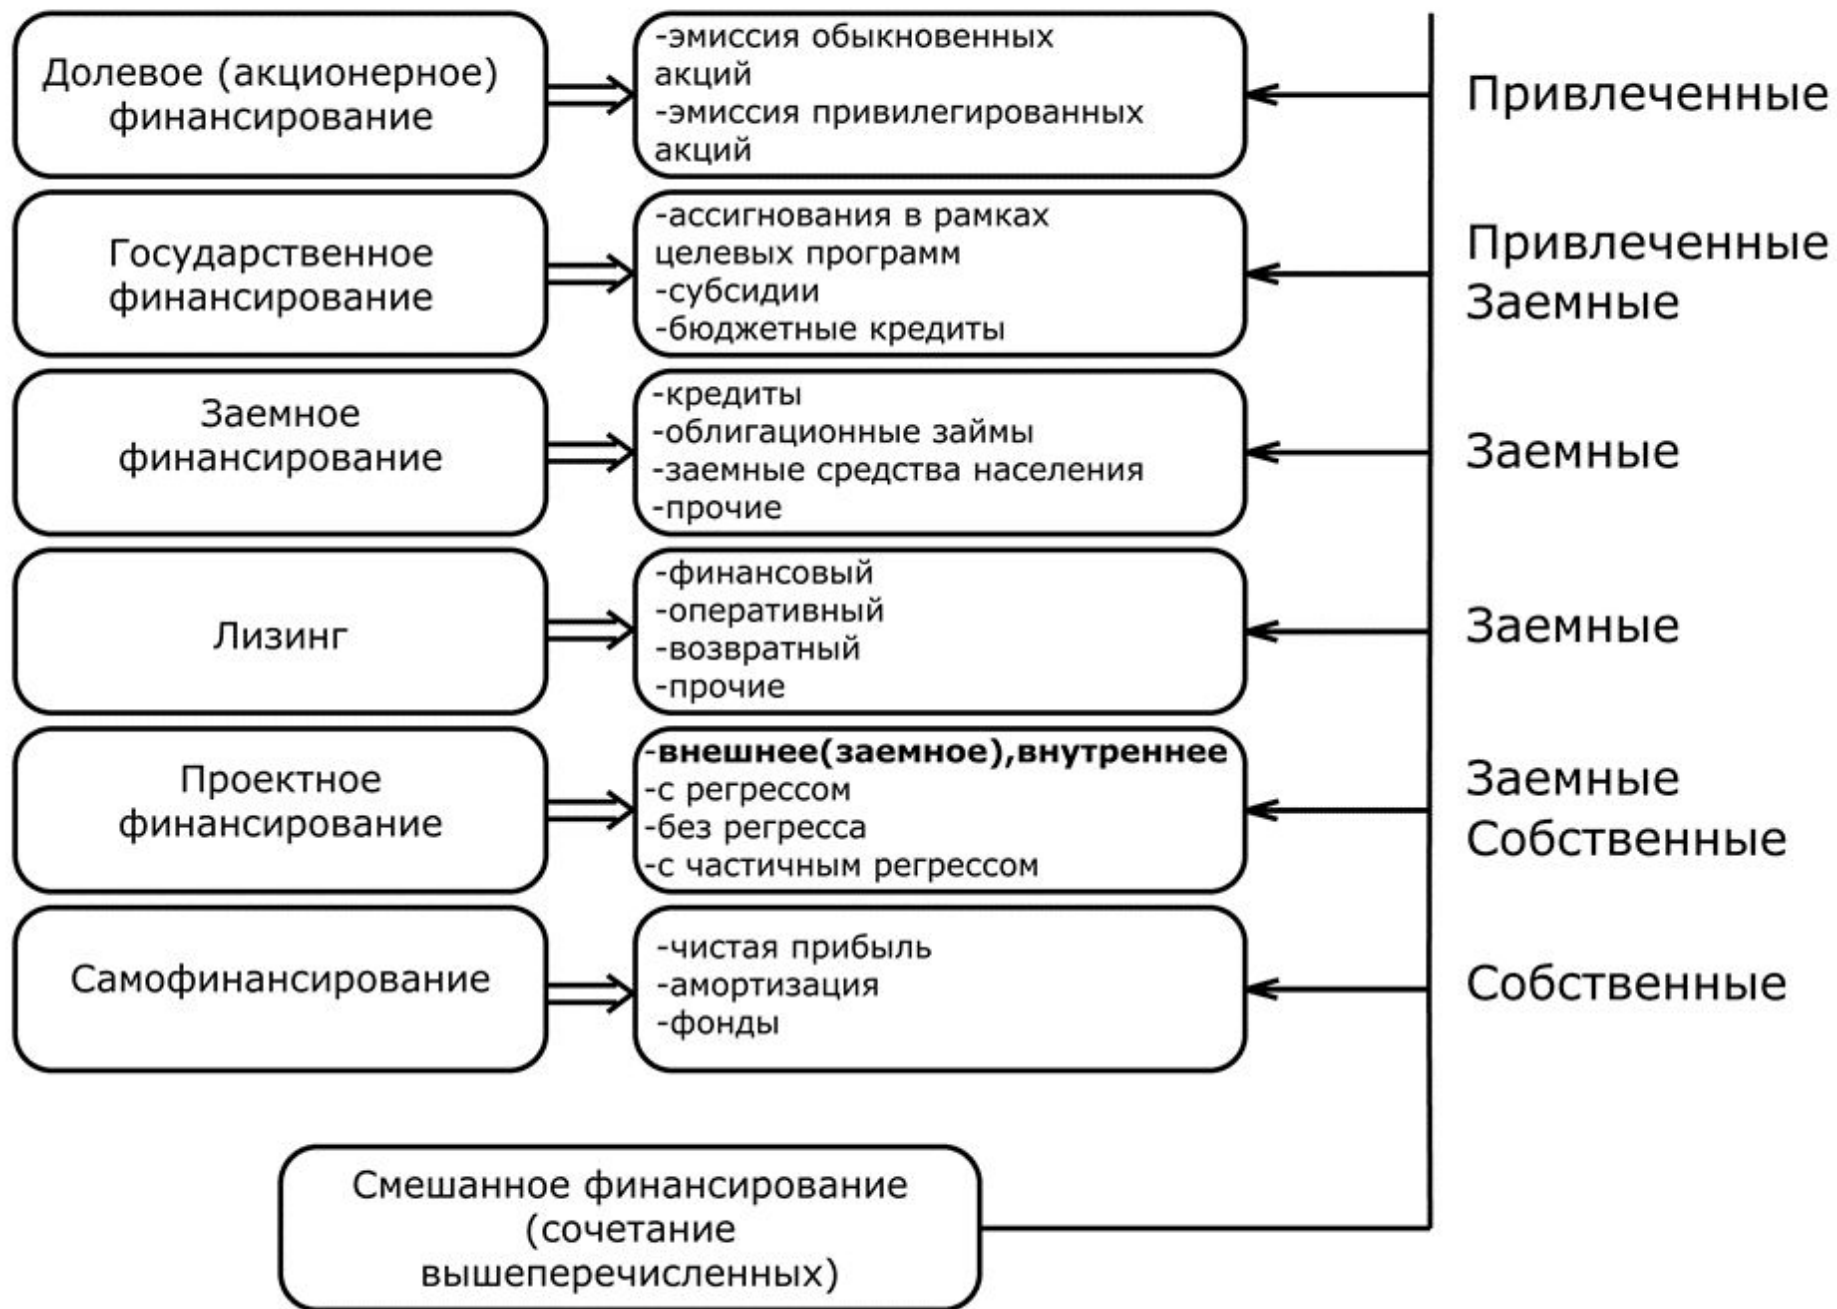 Долевое (акционерное)
финансирование
-эмиссия обыкновенных
акций
-эмиссия привилегированных
акций
Привлеченные
Государственное
финансирование
-ассигнования в рамках
целевых программ
-субсидии
-бюджетные кредиты
Привлеченные
Заемные
Заемное
финансирование
-кредиты
-облигационные займы
-заемные средства населения
-прочие
Заемные
Лизинг
-финансовый
-оперативный
-возвратный
-прочие
Заемные
Проектное
финансирование
-внешнее(заемное),внутреннее
-с регрессом
-без регресса
-с частичным регрессом
Заемные
Собственные
Самофинансирование
-чистая прибыль
-амортизация
-фонды
Собственные
Смешанное финансирование
(сочетание
вышеперечисленных)